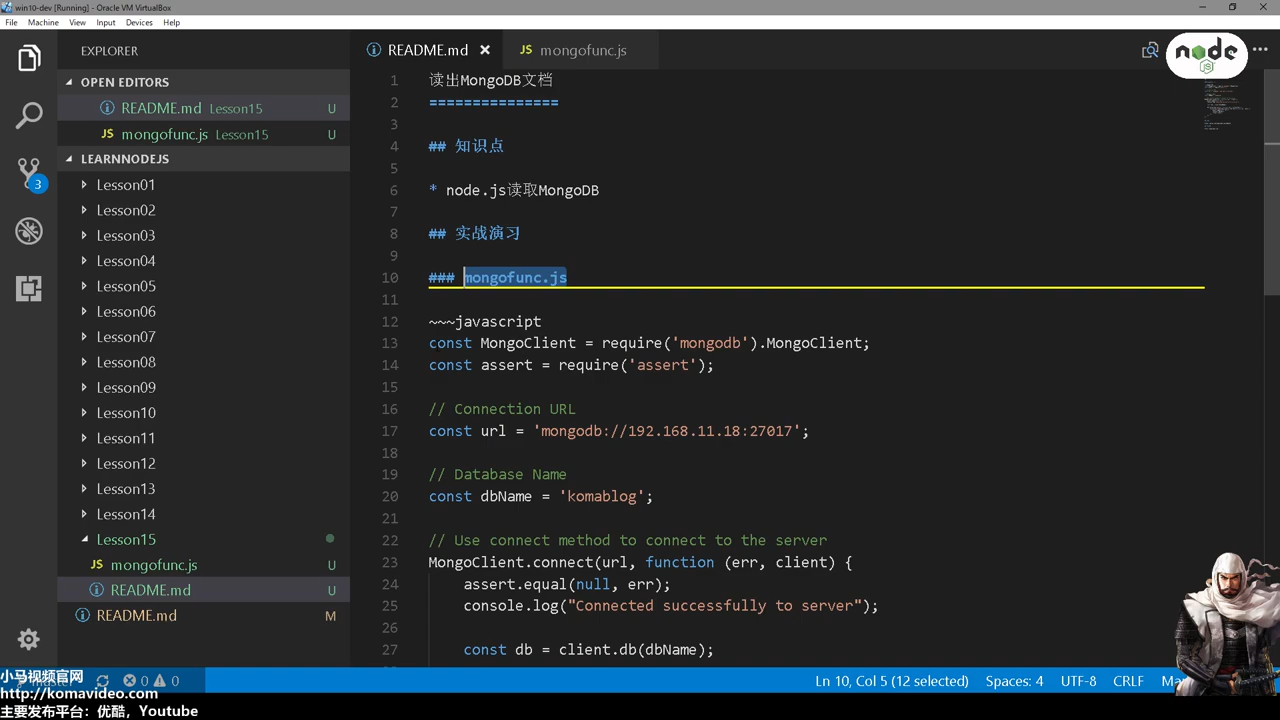 win10-dev [Running] - Oracle VM VirtualBox
File Machine View Input Devices Help
EXPLORER
OPEN EDITORS
README.md Lesson15 U
JS mongofunc.js Lesson15 U
LEARNNODEJS
Lesson01
Lesson02
Lesson03
Lesson04
Lesson05
Lesson06
Lesson07
Lesson08
Lesson09
Lesson10
Lesson11
Lesson12
Lesson13
Lesson14
Lesson15
JS mongofunc.js U
README.md U
README.md M
3
README.md
JS mongofunc.js
node
JS
1 读出MongoDB文档
2 ===============
3
4 ## 知识点
5
6 * node.js读取MongoDB
7
8 ## 实战演习
9
10 ### mongofunc.js
11
12 ~~~javascript
13 const MongoClient = require('mongodb').MongoClient;
14 const assert = require('assert');
15
16 // Connection URL
17 const url = 'mongodb://192.168.11.18:27017';
18
19 // Database Name
20 const dbName = 'komablog';
21
22 // Use connect method to connect to the server
23 MongoClient.connect(url, function (err, client) {
24 assert.equal(null, err);
25 console.log("Connected successfully to server");
26
27 const db = client.db(dbName);
0 0
Ln 10, Col 5 (12 selected) Spaces: 4 UTF-8 CRLF
小马视频官网
http://komavideo.com
主要发布平台：优酷，Youtube